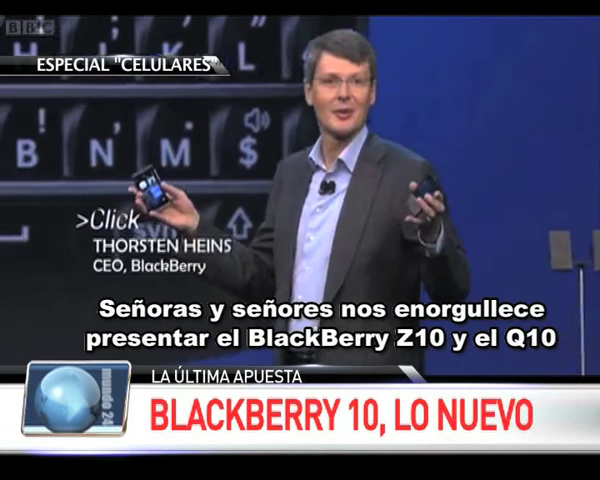 BBC
ESPECIAL "CELULARES"
H J K L
! ' .
B N M $
>Click
THORSTEN HEINS
CEO, BlackBerry
sym
Señoras y señores nos enorgullece
presentar el BlackBerry Z10 y el Q10
LA ÚLTIMA APUESTA
BLACKBERRY 10, LO NUEVO
mundo 24